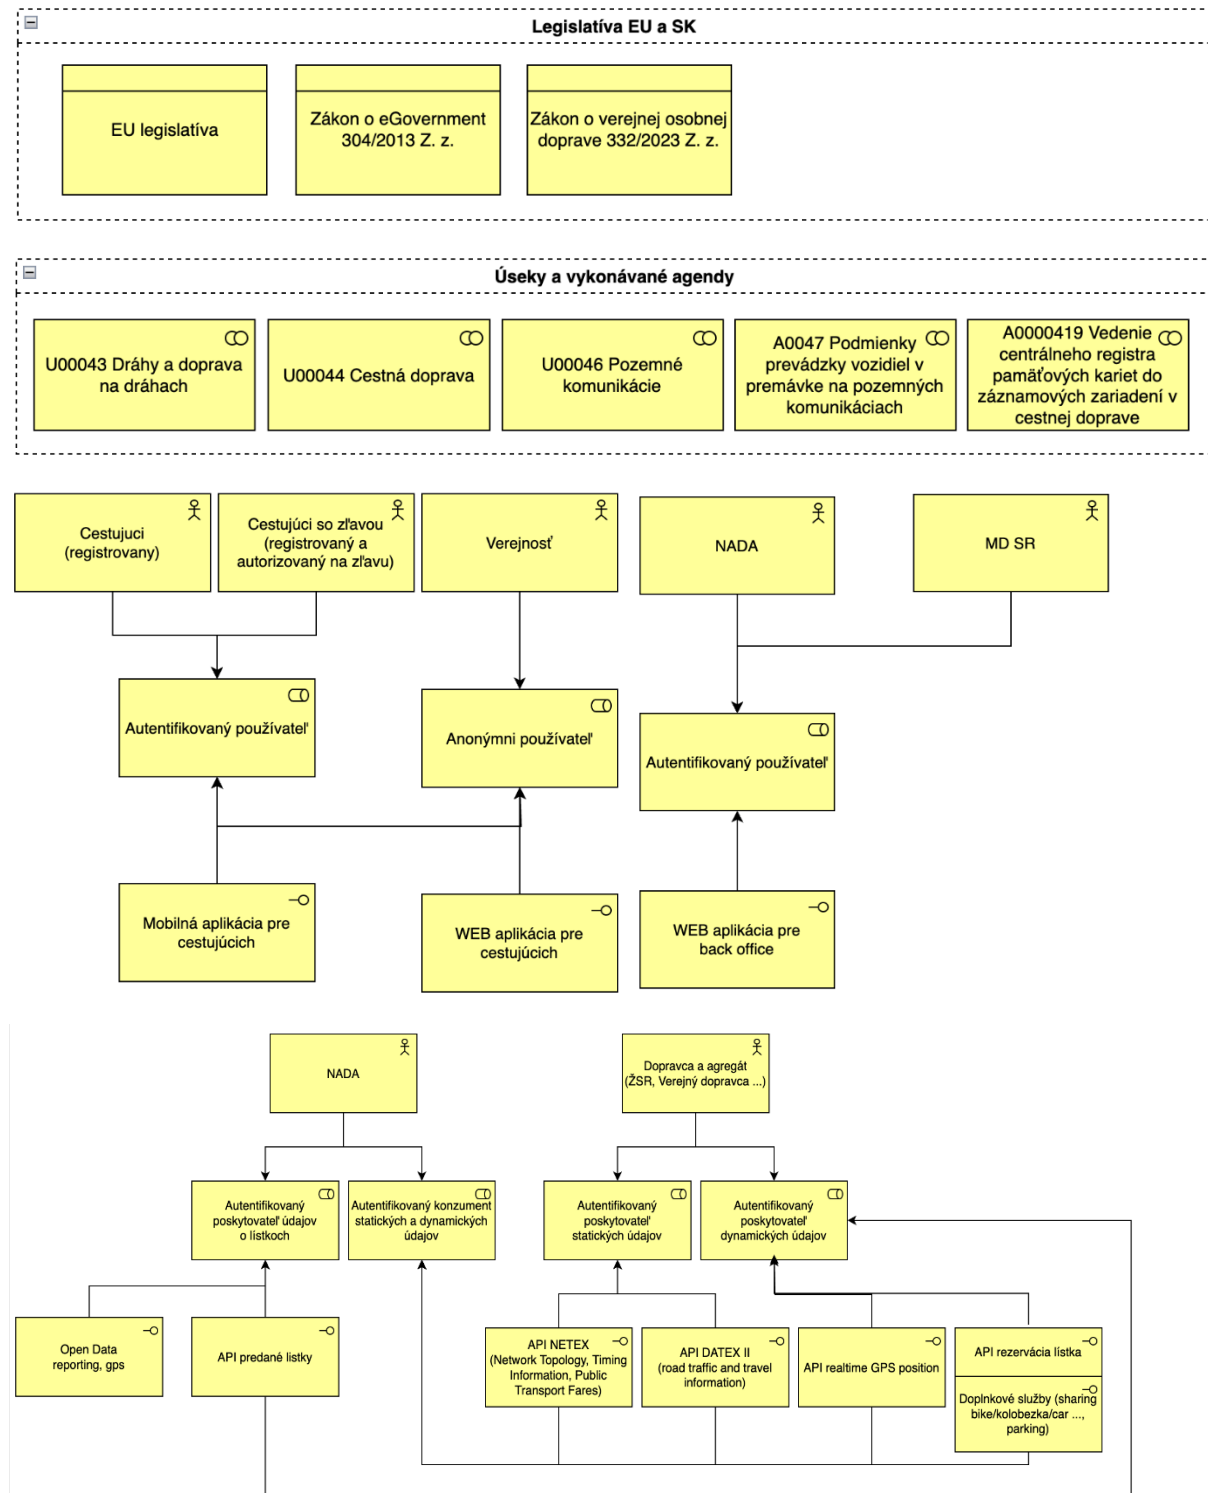 Legislatíva EU a SK
EU legislatíva
Zákon o eGovernment
304/2013 Z. z.
Zákon o verejnej osobnej
doprave 332/2023 Z. z.
Úseky a vykonávané agendy
U00043 Dráhy a doprava
na dráhach
U00044 Cestná doprava
U00046 Pozemné
komunikácie
A0047 Podmienky
prevádzky vozidiel v
premávke na pozemných
komunikáciach
A0000419 Vedenie
centrálneho registra
pamäťových kariet do
záznamových zariadení v
cestnej doprave
Cestujuci
(registrovany)
Cestujúci so zľavou
(registrovaný a
autorizovaný na zľavu)
Verejnosť
NADA
MD SR
Autentifikovaný používateľ
Anonýmni používateľ
Autentifikovaný používateľ
Mobilná aplikácia pre
cestujúcich
WEB aplikácia pre
cestujúcich
WEB aplikácia pre
back office
NADA
Dopravca a agregát
(ŽSR, Verejný dopravca ...)
Autentifikovaný
poskytovateľ údajov
o lístkoch
Autentifikovaný konzument
statických a dynamických
údajov
Autentifikovaný
poskytovateľ
statických údajov
Autentifikovaný
poskytovateľ
dynamických údajov
Open Data
reporting, gps
API predané listky
API NETEX
(Network Topology, Timing
Information, Public
Transport Fares)
API DATEX II
(road traffic and travel
information)
API realtime GPS position
API rezervácia lístka
Doplnkové služby (sharing
bike/kolobezka/car ...,
parking)